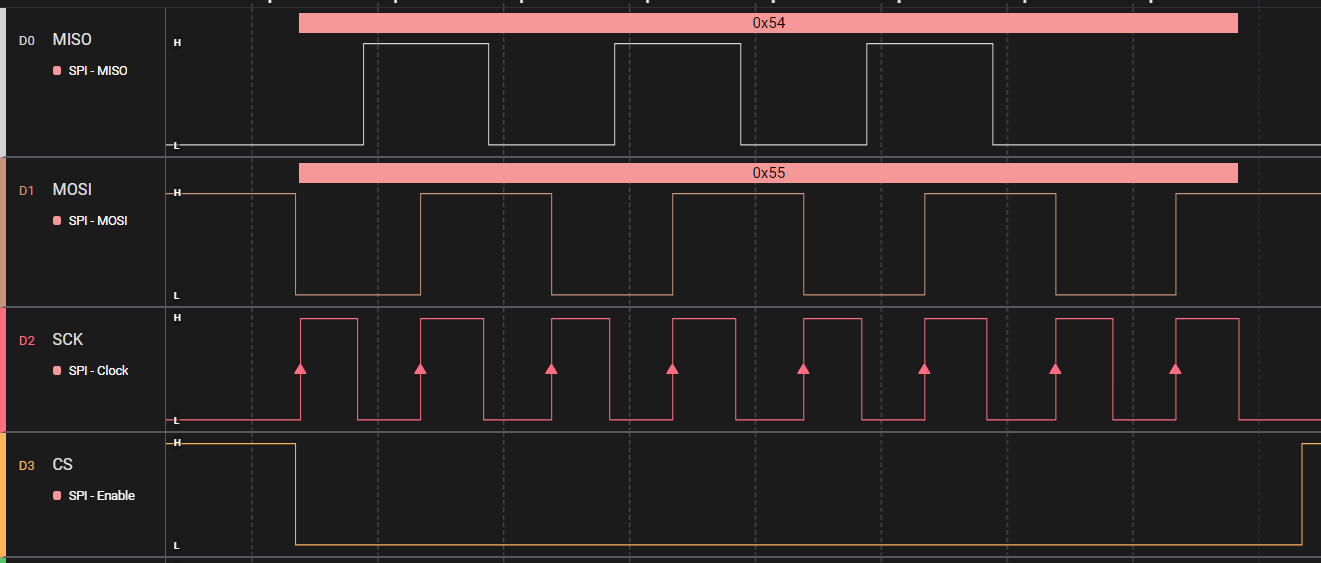 0x54
D0 MISO H
SPI - MISO
L
0x55
D1 MOSI H
SPI - MOSI
L
H
D2 SCK
SPI - Clock
L
H
D3 CS
SPI - Enable
L